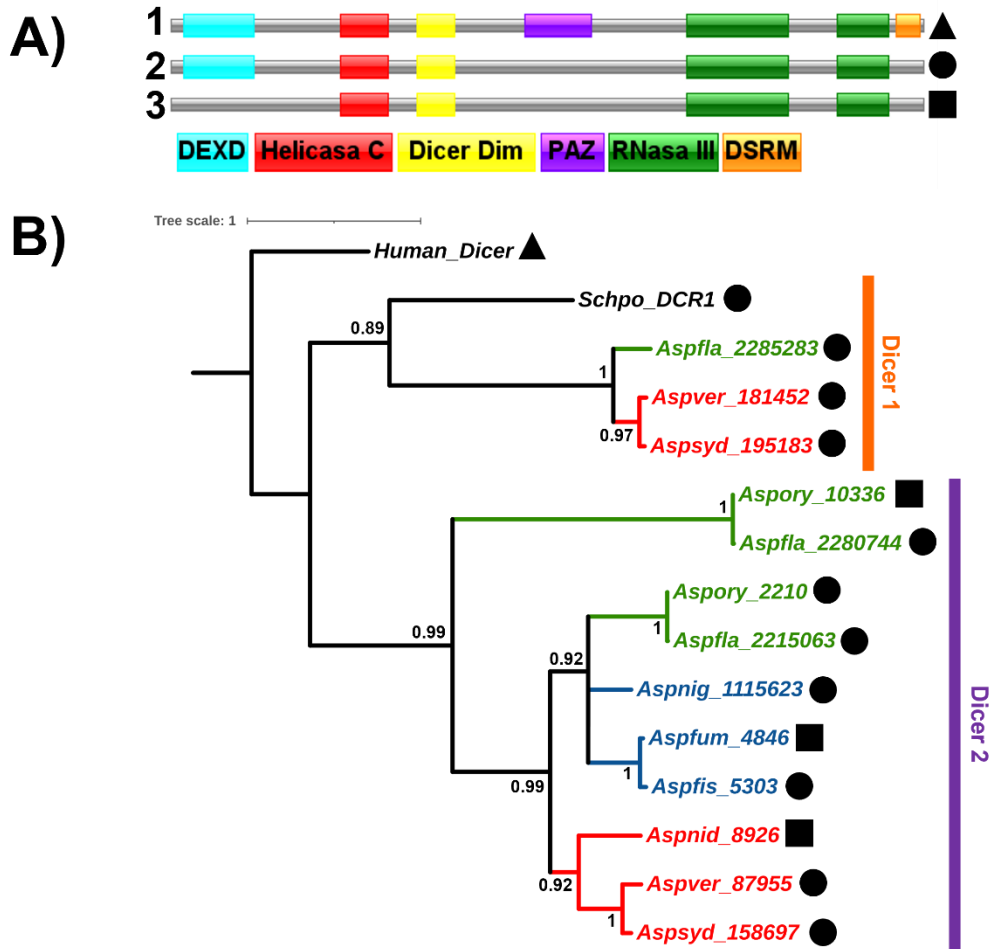 A)
1
2
3
DEXD Helicasa C Dicer Dim PAZ RNasa III DSRM
B)
Tree scale: 1
Human_Dicer
Schpo_DCR1
0.89
Aspfla_2285283
1
Aspver_181452
0.97
Aspsyd_195183
Dicer 1
Aspory_10336
1
Aspfla_2280744
Aspory_2210
1
Aspfla_2215063
0.99
0.92
Aspnig_1115623
Aspfum_4846
1
Aspfis_5303
0.99
Aspnid_8926
0.92
Aspver_87955
1
Aspsyd_158697
Dicer 2